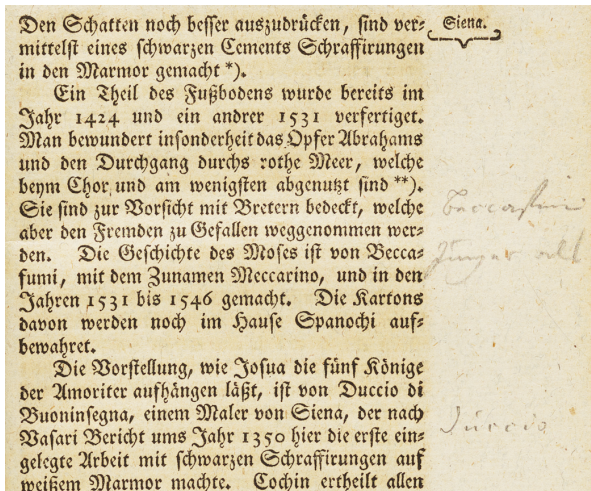 Den Schatten noch besser auszudrücken, sind ver-
mittelst eines schwarzen Cements Schraffirungen
in den Marmor gemacht *).
Siena.
Ein Theil des Fußbodens wurde bereits im
Jahr 1424 und ein andrer 1531 verfertiget.
Man bewundert insonderheit das Opfer Abrahams
und den Durchgang durchs rothe Meer, welche
beym Chor und am wenigsten abgenutzt sind **).
Sie sind zur Vorsicht mit Bretern bedeckt, welche
aber den Fremden zu Gefallen weggenommen wer-
den. Die Geschichte des Moses ist von Becca-
fumi, mit dem Zunamen Meccarino, und in den
Jahren 1531 bis 1546 gemacht. Die Kartons
davon werden noch im Hause Spanochi auf-
bewahret.
Die Vorstellung, wie Josua die fünf Könige
der Amoriter aufhängen läßt, ist von Duccio di
Buoninsegna, einem Maler von Siena, der nach
Vasari Bericht ums Jahr 1350 hier die erste ein-
gelegte Arbeit mit schwarzen Schraffirungen auf
weißem Marmor machte. Cochin ertheilt allen
Duccio